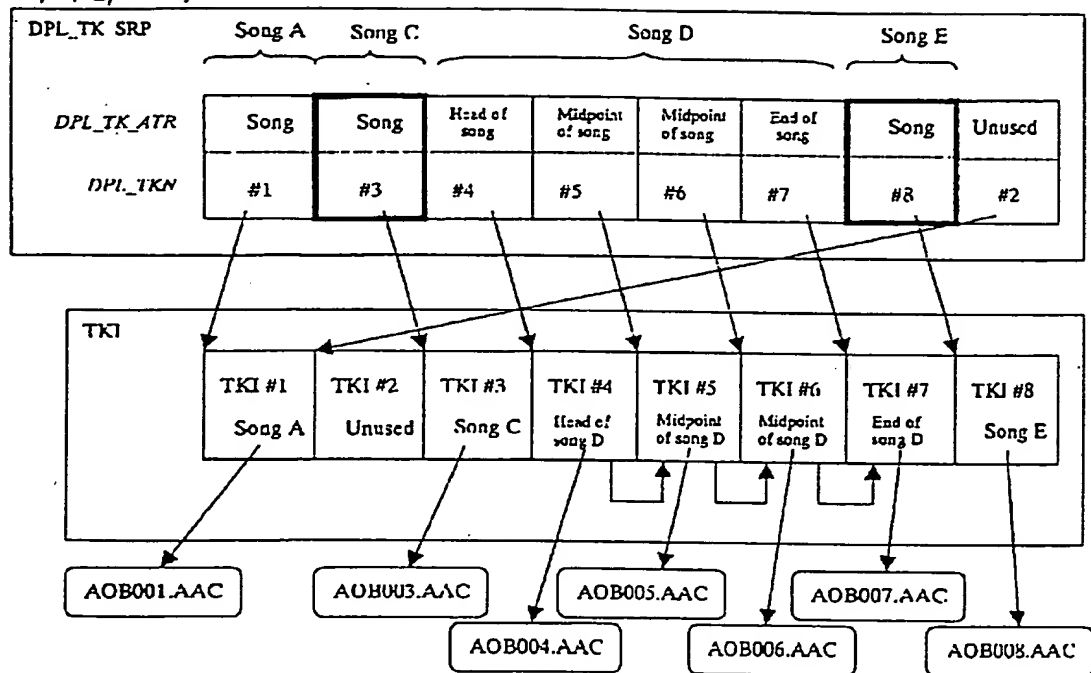 DPL_TK SRP
Song A Song C Song D Song E
DPL_TK_ATR Song Song Head of song Midpoint of song Midpoint of song End of song Song Unused
DPL_TKN #1 #3 #4 #5 #6 #7 #8 #2
TKI
TKI #1 TKI #2 TKI #3 TKI #4 TKI #5 TKI #6 TKI #7 TKI #8
Song A Unused Song C Head of song D Midpoint of song D Midpoint of song D End of song D Song E
AOB001.AAC AOB003.AAC AOB005.AAC AOB007.AAC
AOB004.AAC AOB006.AAC AOB008.AAC